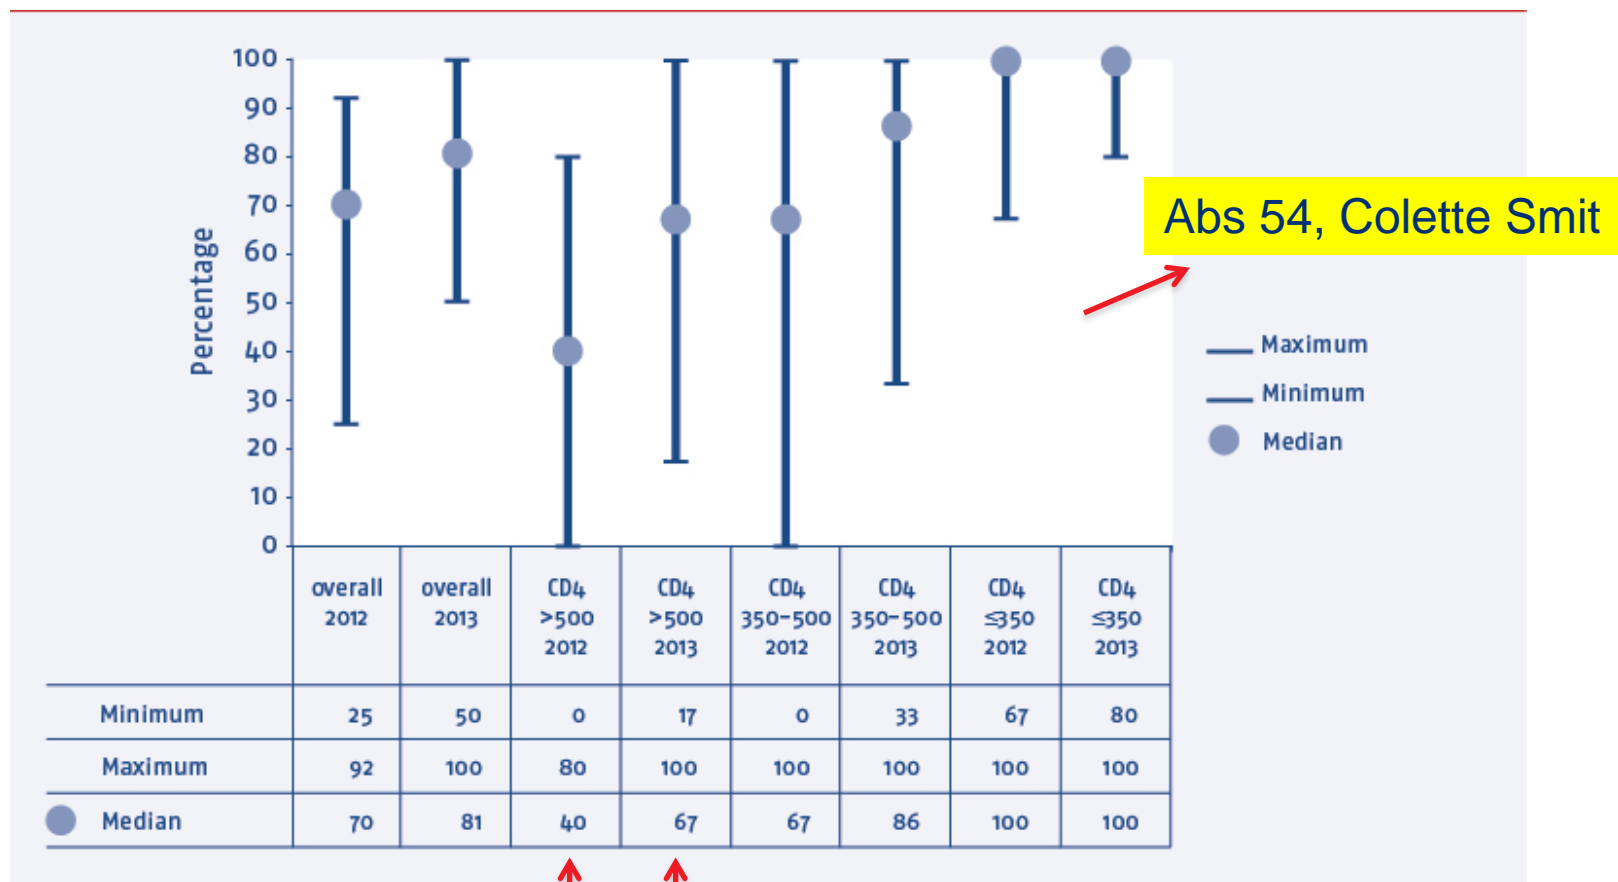 100
90
80
70
60
50
40
30
20
10
0
Percentage
Abs 54, Colette Smit
Maximum
Minimum
Median
overall 2012
overall 2013
CD4 >500 2012
CD4 >500 2013
CD4 350-500 2012
CD4 350-500 2013
CD4 ≤350 2012
CD4 ≤350 2013
Minimum 25 50 0 17 0 33 67 80
Maximum 92 100 80 100 100 100 100 100
Median 70 81 40 67 67 86 100 100